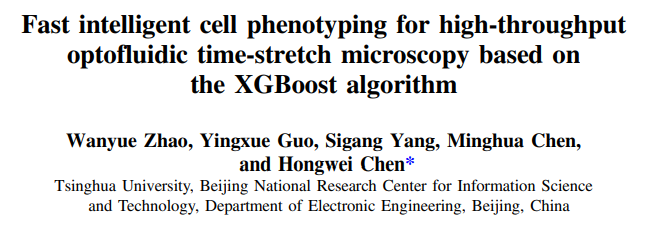 Fast intelligent cell phenotyping for high-throughput
optofluidic time-stretch microscopy based on
the XGBoost algorithm
Wanyue Zhao, Yingxue Guo, Sigang Yang, Minghua Chen,
and Hongwei Chen*
Tsinghua University, Beijing National Research Center for Information Science
and Technology, Department of Electronic Engineering, Beijing, China